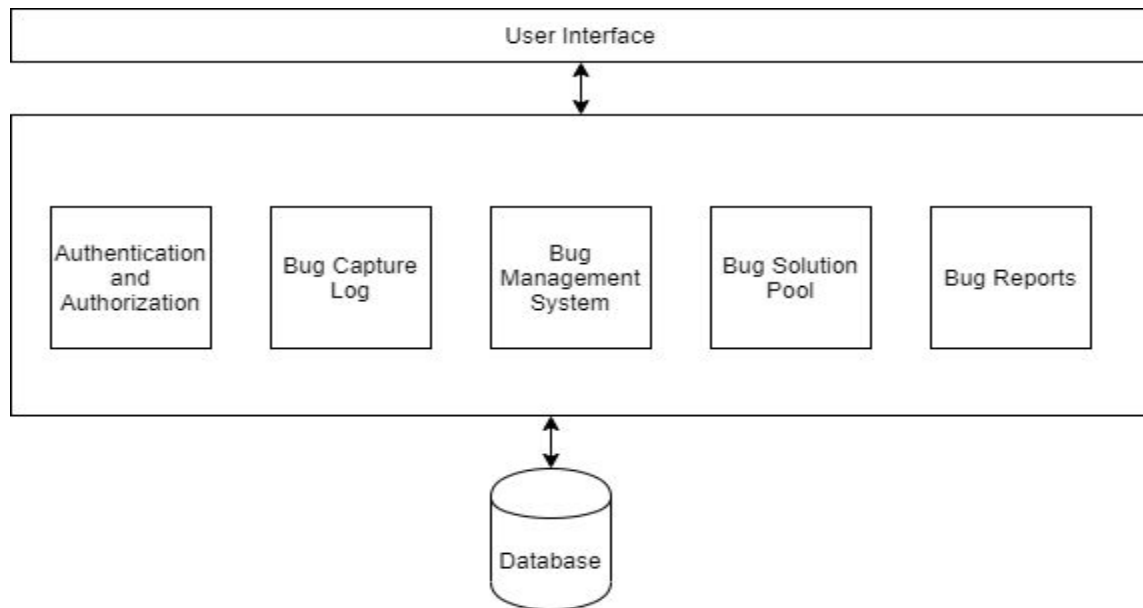 User Interface
Authentication
and
Authorization
Bug Capture
Log
Bug
Management
System
Bug Solution
Pool
Bug Reports
Database